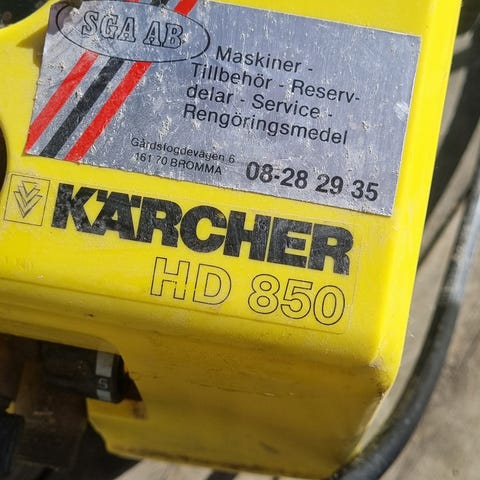 SGA AB
Maskiner -
Tillbehör - Reserv-
delar - Service -
Rengöringsmedel
Gårdsfogdevägen 6
161 70 BROMMA
08-28 29 35
KÄRCHER
HD 850
5